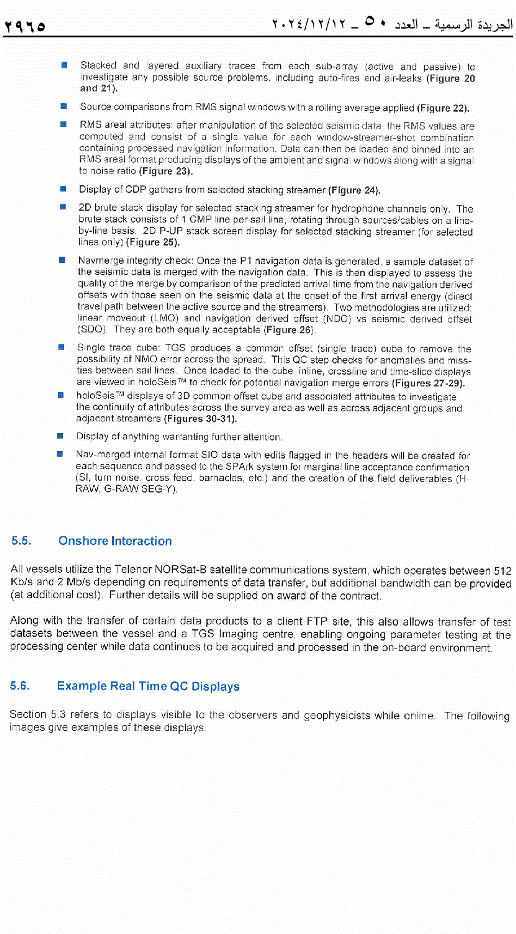 الجريدة الرسمية – العدد ٥٠ – ٢٠٢٤/١٢/١٢
٢٩٦٥
■ Stacked and layered auxiliary traces from each sub-array (active and passive) to
investigate any possible source problems, including auto-fires and air-leaks (Figure 20
and 21).
■ Source comparisons from RMS signal windows with a rolling average applied (Figure 22).
■ RMS areal attributes: after manipulation of the selected seismic data, the RMS values are
computed and consist of a single value for each window-streamer-shot combination
containing processed navigation information. Data can then be loaded and binned into an
RMS areal format producing displays of the ambient and signal windows along with a signal
to noise ratio (Figure 23).
■ Display of CDP gathers from selected stacking streamer (Figure 24).
■ 2D brute stack display for selected stacking streamer for hydrophone channels only. The
brute stack consists of 1 CMP line per sail line, rotating through sources/cables on a line-
by-line basis. 2D P-UP stack screen display for selected stacking streamer (for selected
lines only) (Figure 25).
■ Navmerge integrity check: Once the P1 navigation data is generated, a sample dataset of
the seismic data is merged with the navigation data. This is then displayed to assess the
quality of the merge by comparison of the predicted arrival time from the navigation derived
offsets with those seen on the seismic data at the onset of the first arrival energy (direct
travel path between the active source and the streamers). Two methodologies are utilized;
linear moveout (LMO) and navigation derived offset (NDO) vs seismic derived offset
(SDO). They are both equally acceptable (Figure 26).
■ Single trace cube: TGS produces a common offset (single trace) cube to remove the
possibility of NMO error across the spread. This QC step checks for anomalies and miss-
ties between sail lines. Once loaded to the cube, inline, crossline and time-slice displays
are viewed in holoSeis™ to check for potential navigation merge errors (Figures 27-29).
■ holoSeis™ displays of 3D common offset cube and associated attributes to investigate
the continuity of attributes across the survey area as well as across adjacent groups and
adjacent streamers (Figures 30-31).
■ Display of anything warranting further attention.
■ Nav-merged internal format SIO data with edits flagged in the headers will be created for
each sequence and passed to the SPArk system for marginal line acceptance confirmation
(SI, turn noise, cross feed, barnacles, etc.) and the creation of the field deliverables (H-
RAW, G-RAW SEG-Y).
5.5. Onshore Interaction
All vessels utilize the Telenor NORSat-B satellite communications system, which operates between 512
Kb/s and 2 Mb/s depending on requirements of data transfer, but additional bandwidth can be provided
(at additional cost). Further details will be supplied on award of the contract.
Along with the transfer of certain data products to a client FTP site, this also allows transfer of test
datasets between the vessel and a TGS Imaging centre, enabling ongoing parameter testing at the
processing center while data continues to be acquired and processed in the on-board environment.
5.6. Example Real Time QC Displays
Section 5.3 refers to displays visible to the observers and geophysicists while online. The following
images give examples of these displays.